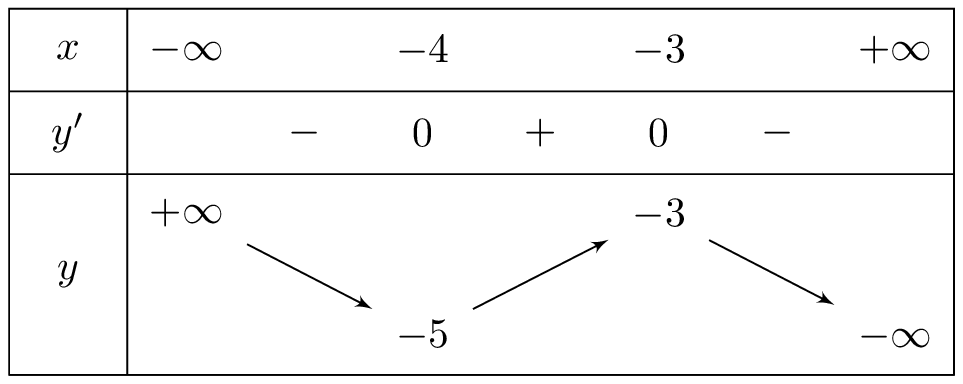 x −∞ −4 −3 +∞
y′ − 0 + 0 −
+∞ −3
y
−5 −∞